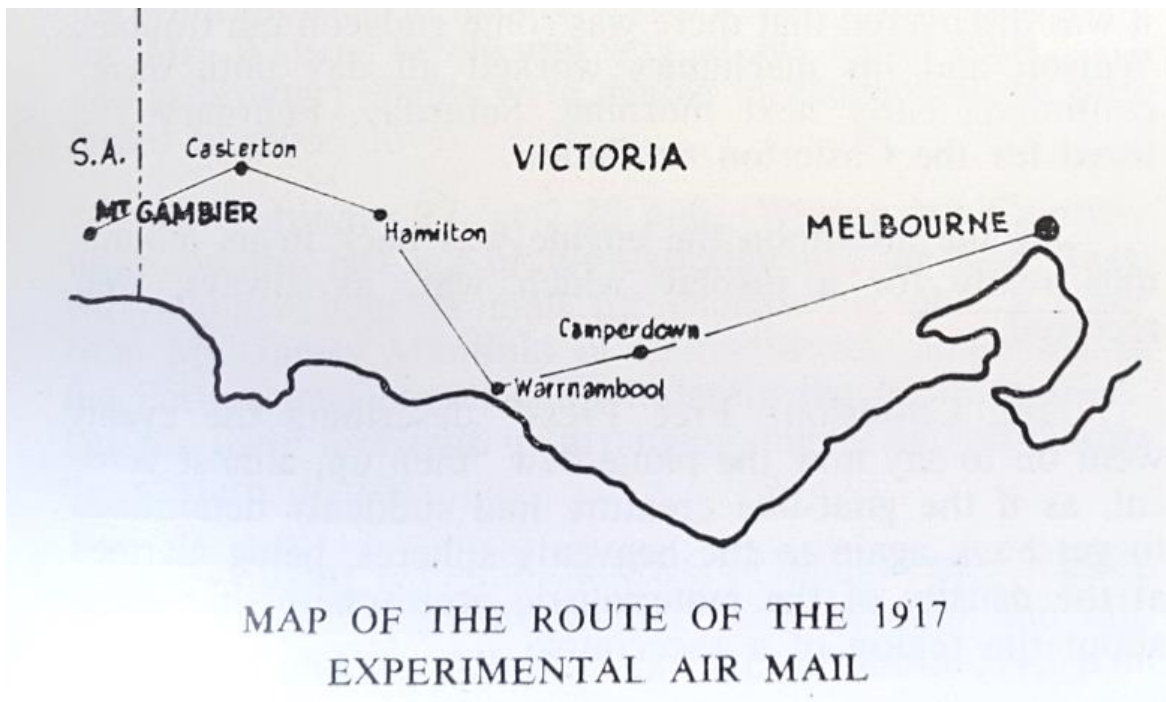 S.A.
Casterton
VICTORIA
MT GAMBIER
Hamilton
MELBOURNE
Camperdown
Warrnambool
MAP OF THE ROUTE OF THE 1917
EXPERIMENTAL AIR MAIL